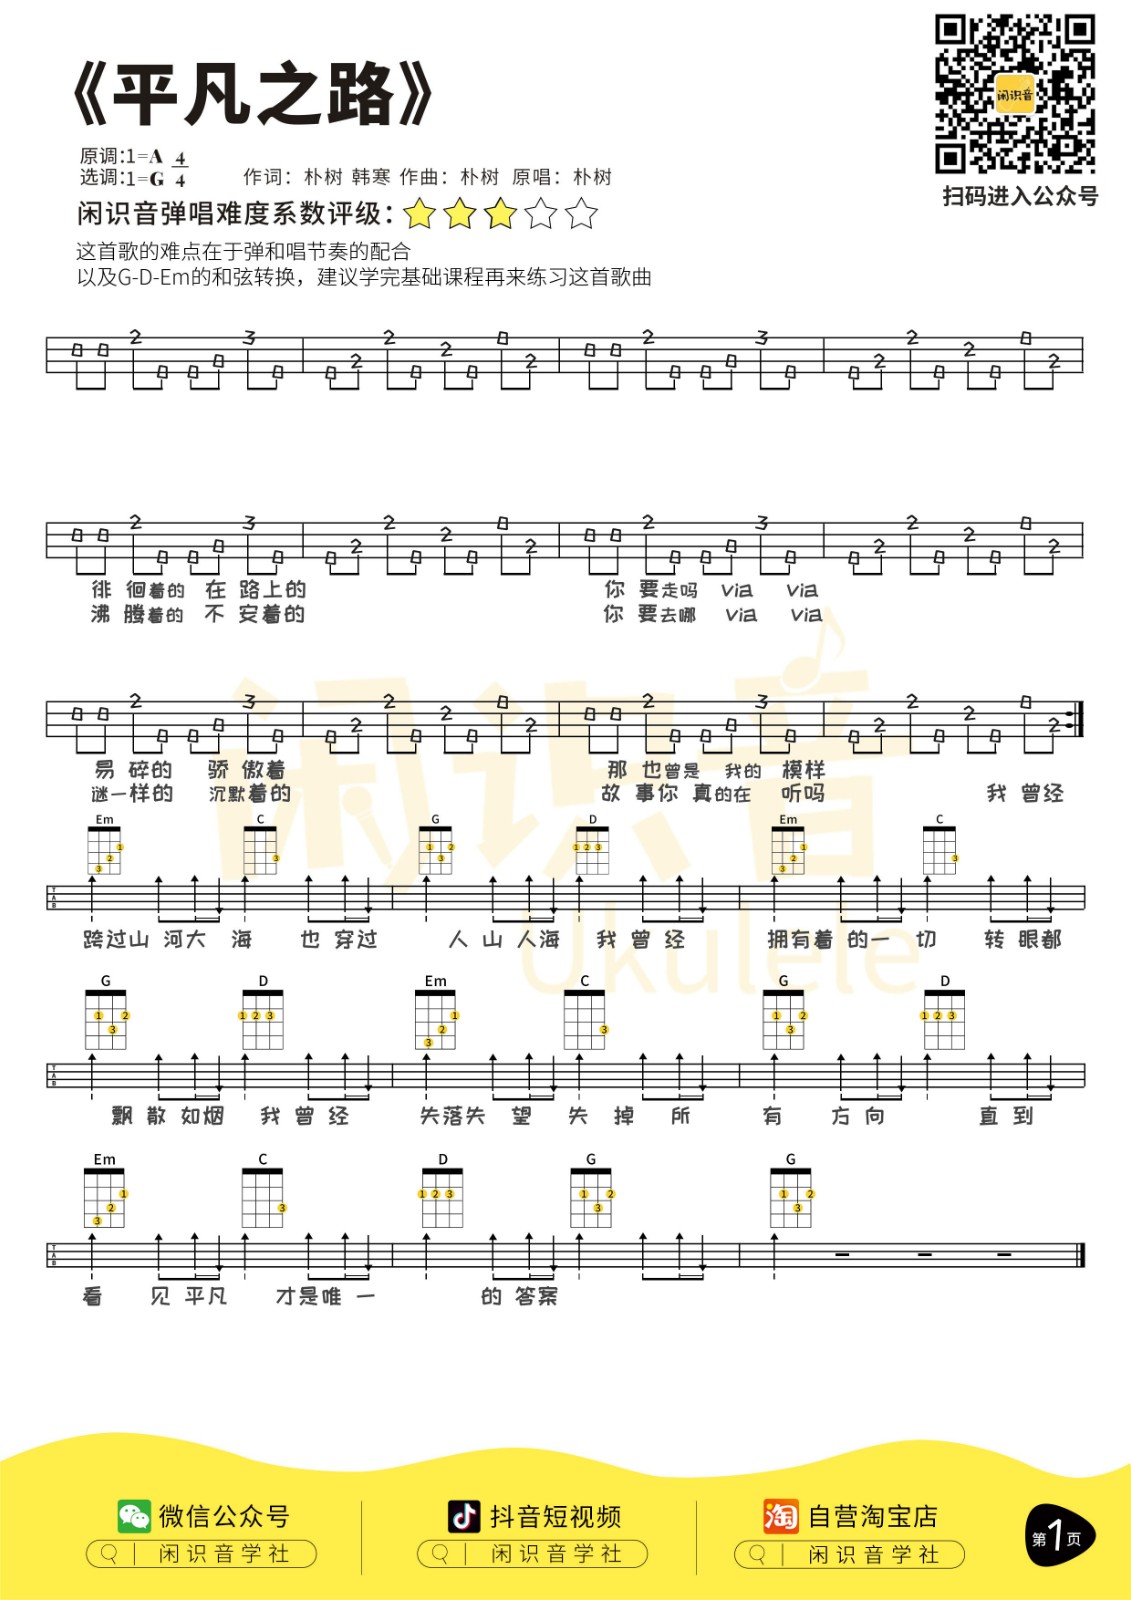 闲识音
扫码进入公众号
《平凡之路》
原调:1=A 4/4
选调:1=G
作词：朴树 韩寒 作曲：朴树 原唱：朴树
闲识音弹唱难度系数评级：
这首歌的难点在于弹和唱节奏的配合
以及G-D-Em的和弦转换，建议学完基础课程再来练习这首歌曲
0 0 2 0 0 0 3 0 0 2 2 0 2 0 0 2 0 0 2 0 0 0 3 0 0 2 2 0 2 0 0 2
0 0 2 0 0 0 3 0 0 2 2 0 2 0 0 2 0 0 2 0 0 0 3 0 0 2 2 0 2 0 0 2
徘 徊着的 在 路上的 你 要走吗 via via
沸 腾着的 不 安着的 你 要去哪 via via
0 0 2 0 0 0 3 0 0 2 2 0 2 0 0 2 0 0 2 0 0 0 3 0 0 2 2 0 2 0 0 2
易 碎的 骄 傲着 那 也曾是 我的 模样
谜一样的 沉默着的 故 事你 真的在 听吗 我 曾经
Em C G D Em C
TAB
跨过山 河大 海 也 穿过 人 山 人海 我 曾 经 拥有着 的一 切 转 眼都
G D Em C G D
TAB
飘 散 如烟 我 曾 经 失落失 望 失 掉 所 有 方 向 直 到
Em C D G G
TAB
看 见 平凡 才是唯 一 的 答案
闲识音
Ukulele
微信公众号 抖音短视频 自营淘宝店
闲识音学社 闲识音学社 闲识音学社
第1页